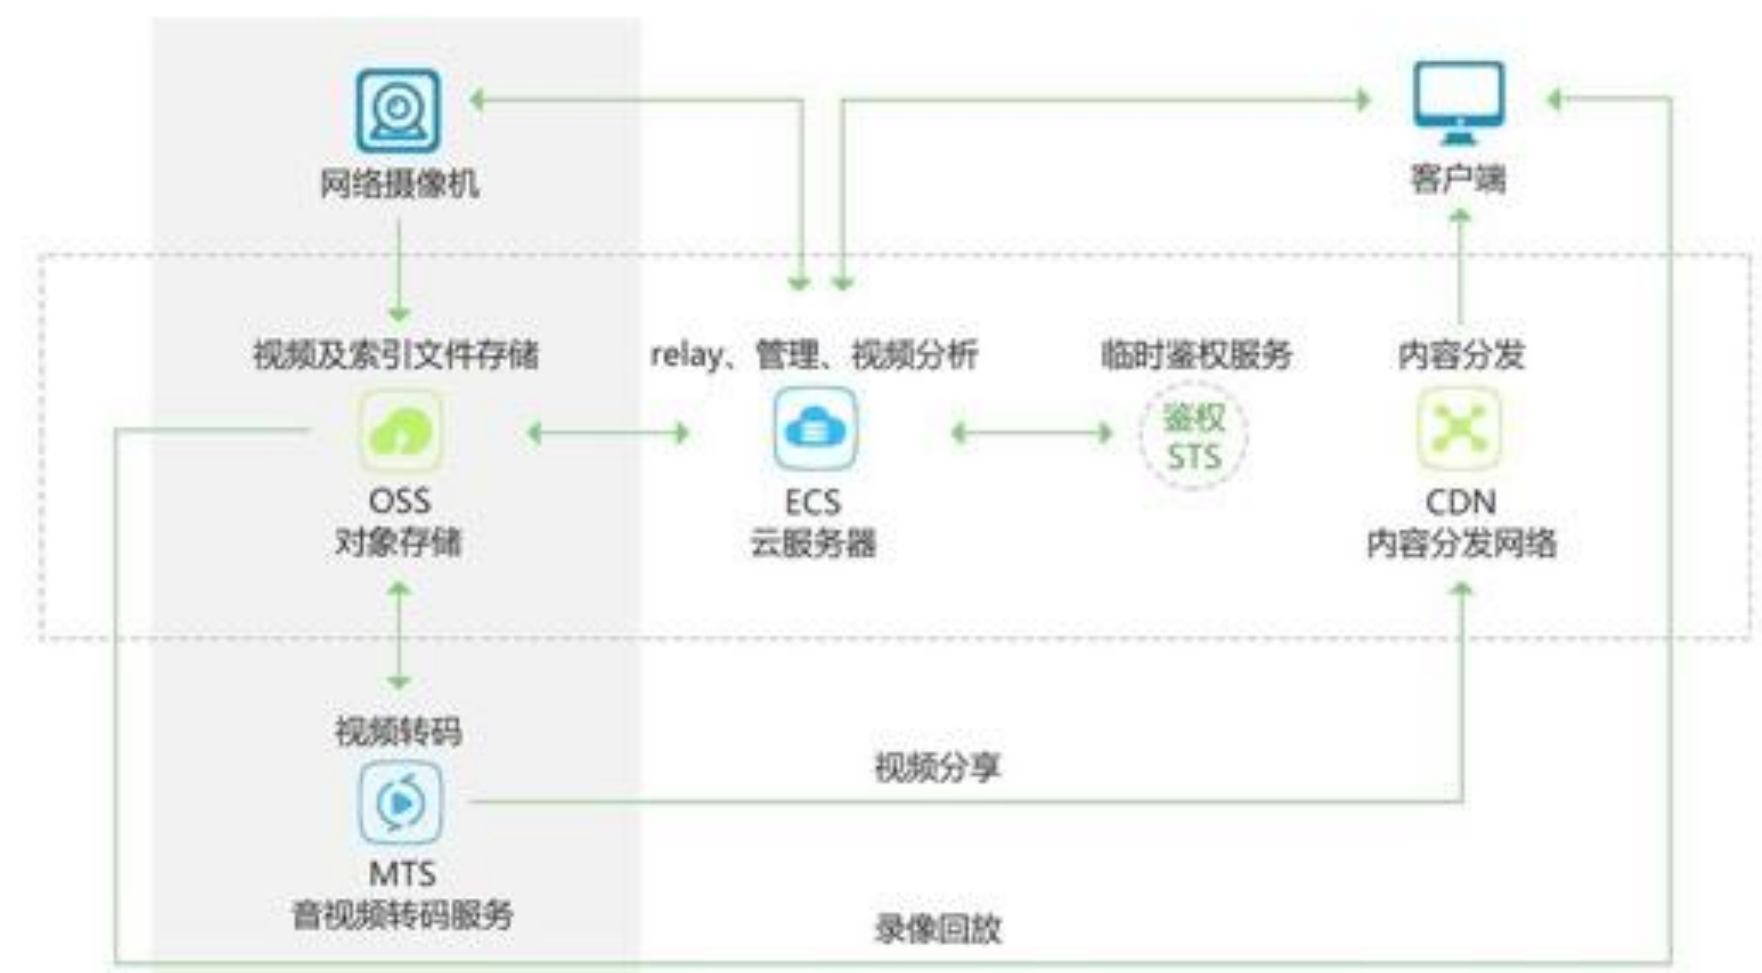 网络摄像机
客户端
视频及索引文件存储
relay、管理、视频分析
临时鉴权服务
内容分发
鉴权
STS
OSS
对象存储
ECS
云服务器
CDN
内容分发网络
视频转码
视频分享
MTS
音视频转码服务
录像回放